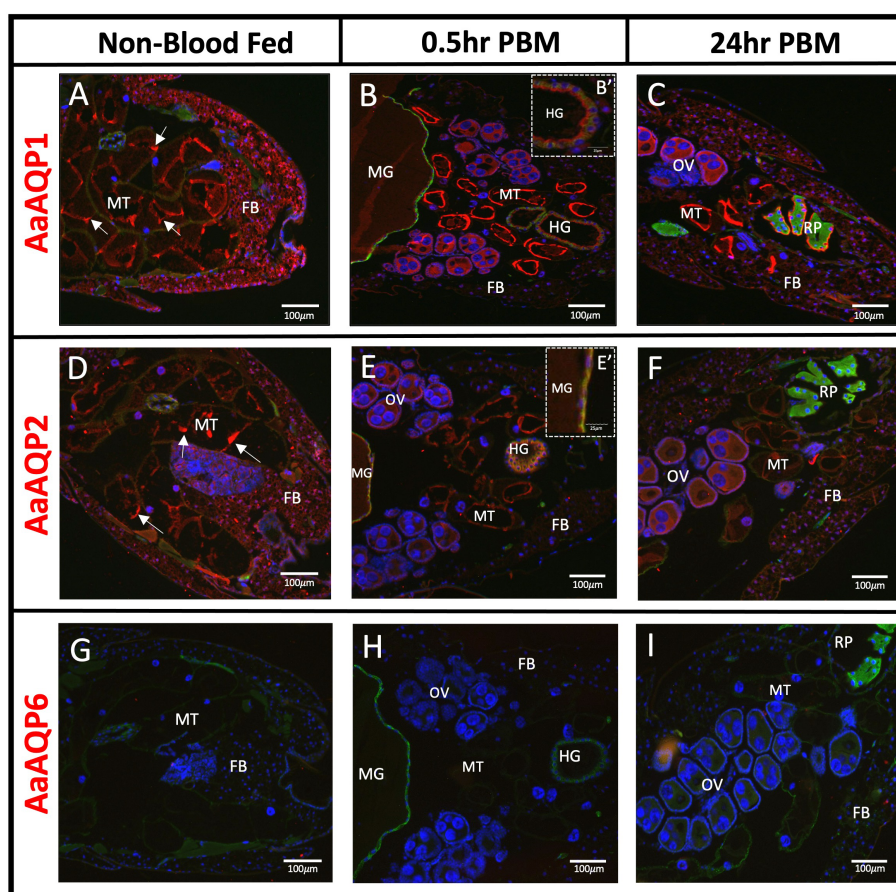 Non-Blood Fed
0.5hr PBM
24hr PBM
AaAQP1
A
MT
FB
100µm
B
B’
HG
25µm
MG
MT
HG
FB
100µm
C
OV
MT
RP
FB
100µm
AaAQP2
D
MT
FB
100µm
E
E’
OV
MG
25µm
HG
MG
MT
FB
100µm
F
RP
OV
MT
FB
100µm
AaAQP6
G
MT
FB
100µm
H
FB
OV
HG
MG
MT
100µm
I
RP
MT
OV
FB
100µm